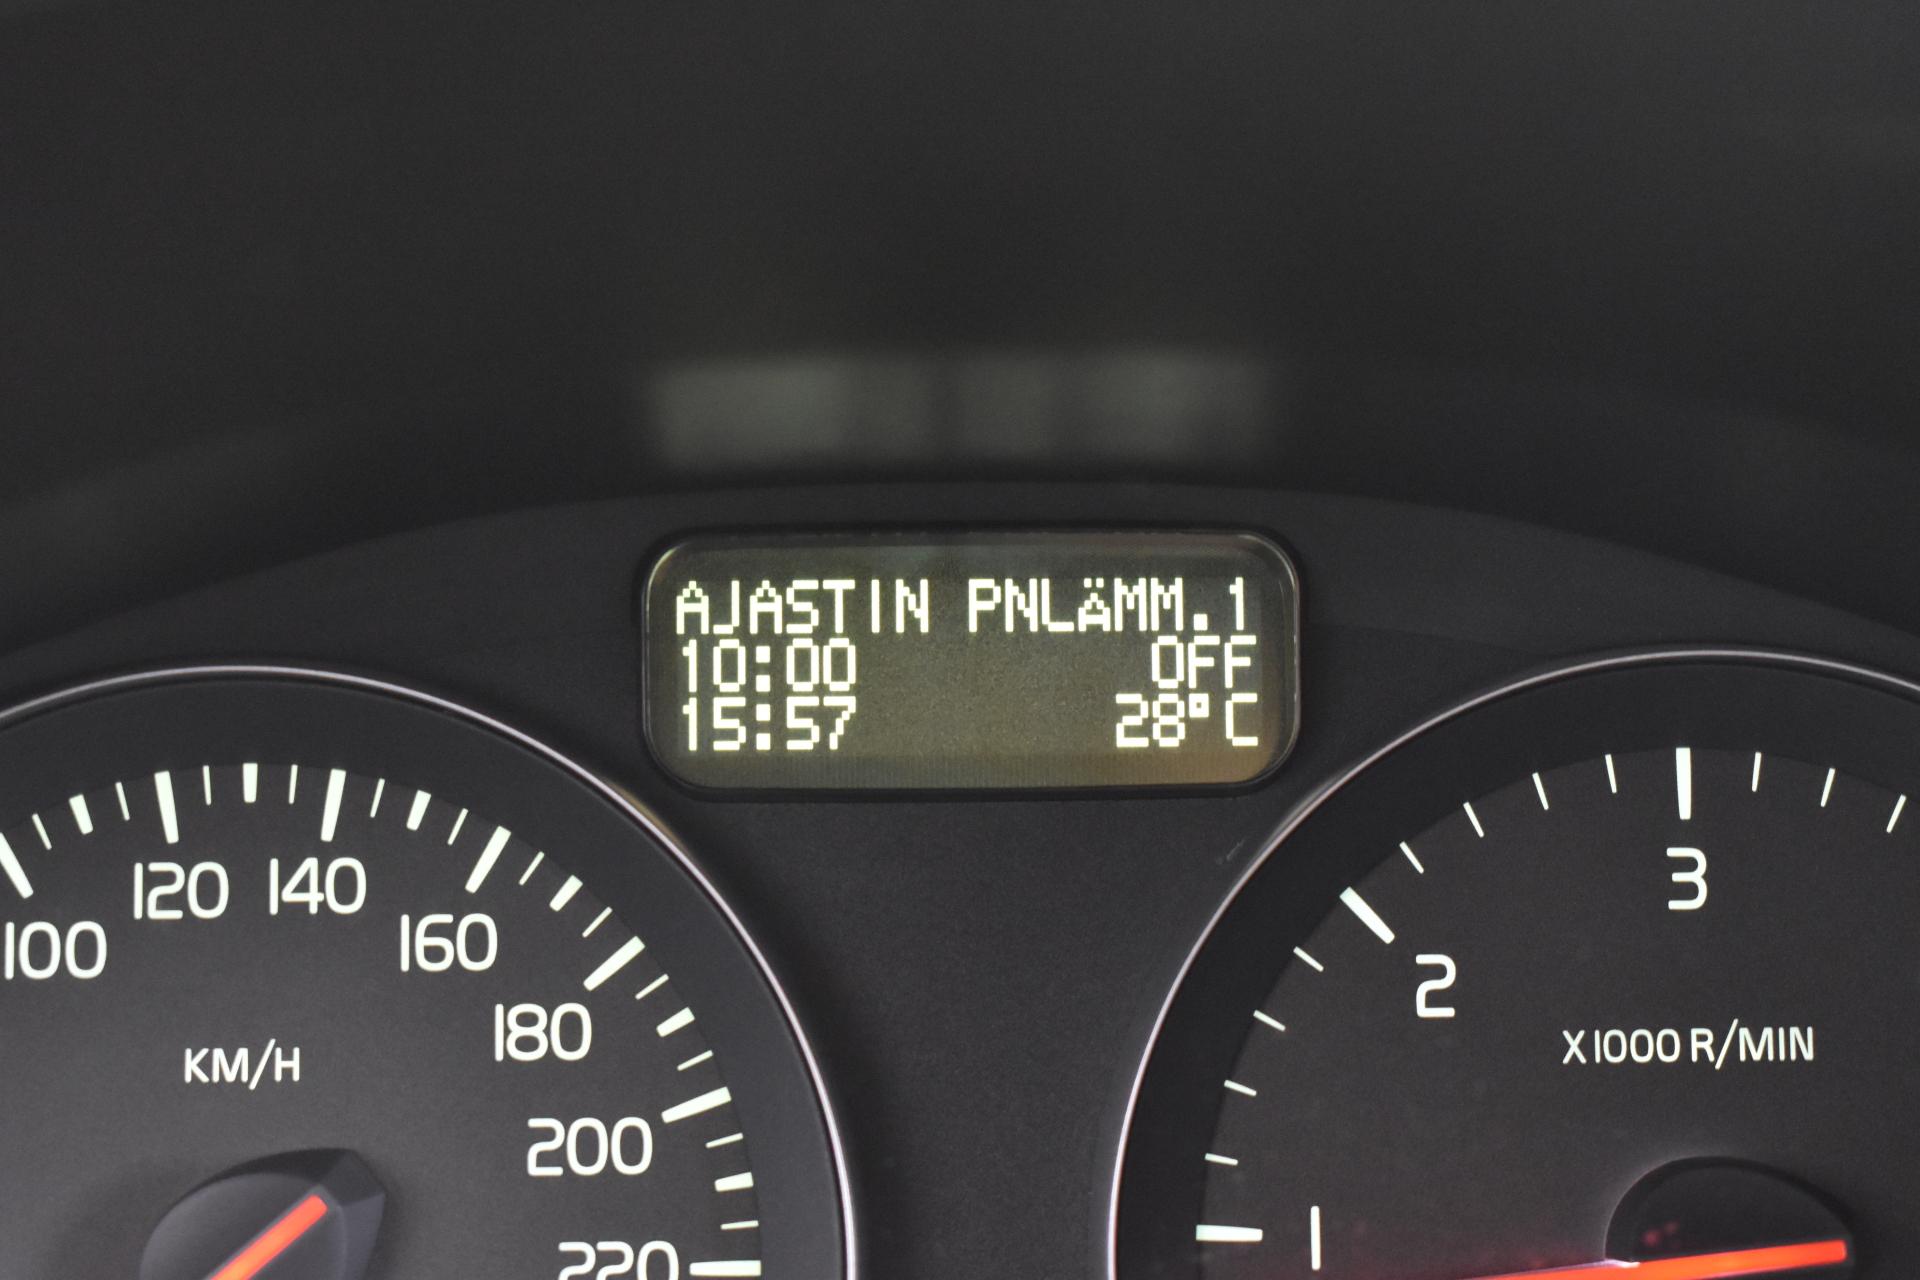 AJASTIN PNLÄMM.1
10:00 OFF
15:57 28°C
100 120 140 160 180 200 220
KM/H
1 2 3
X1000 R/MIN